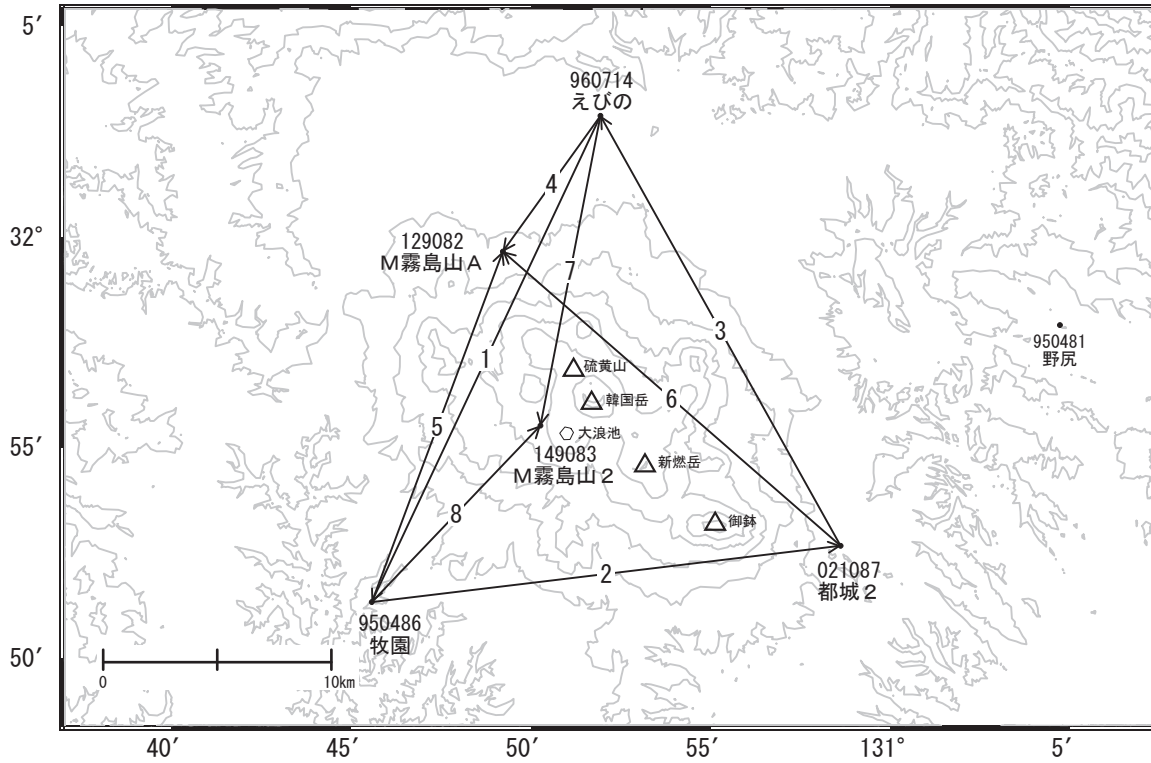 5′
960714
えびの
4
32°
129082
M霧島山A
7
3
950481
野尻
1
硫黄山
韓国岳
6
5
大浪池
55′
149083
M霧島山2
新燃岳
8
御鉢
2
021087
都城2
950486
牧園
50′
0
10km
40′
45′
50′
55′
131°
5′